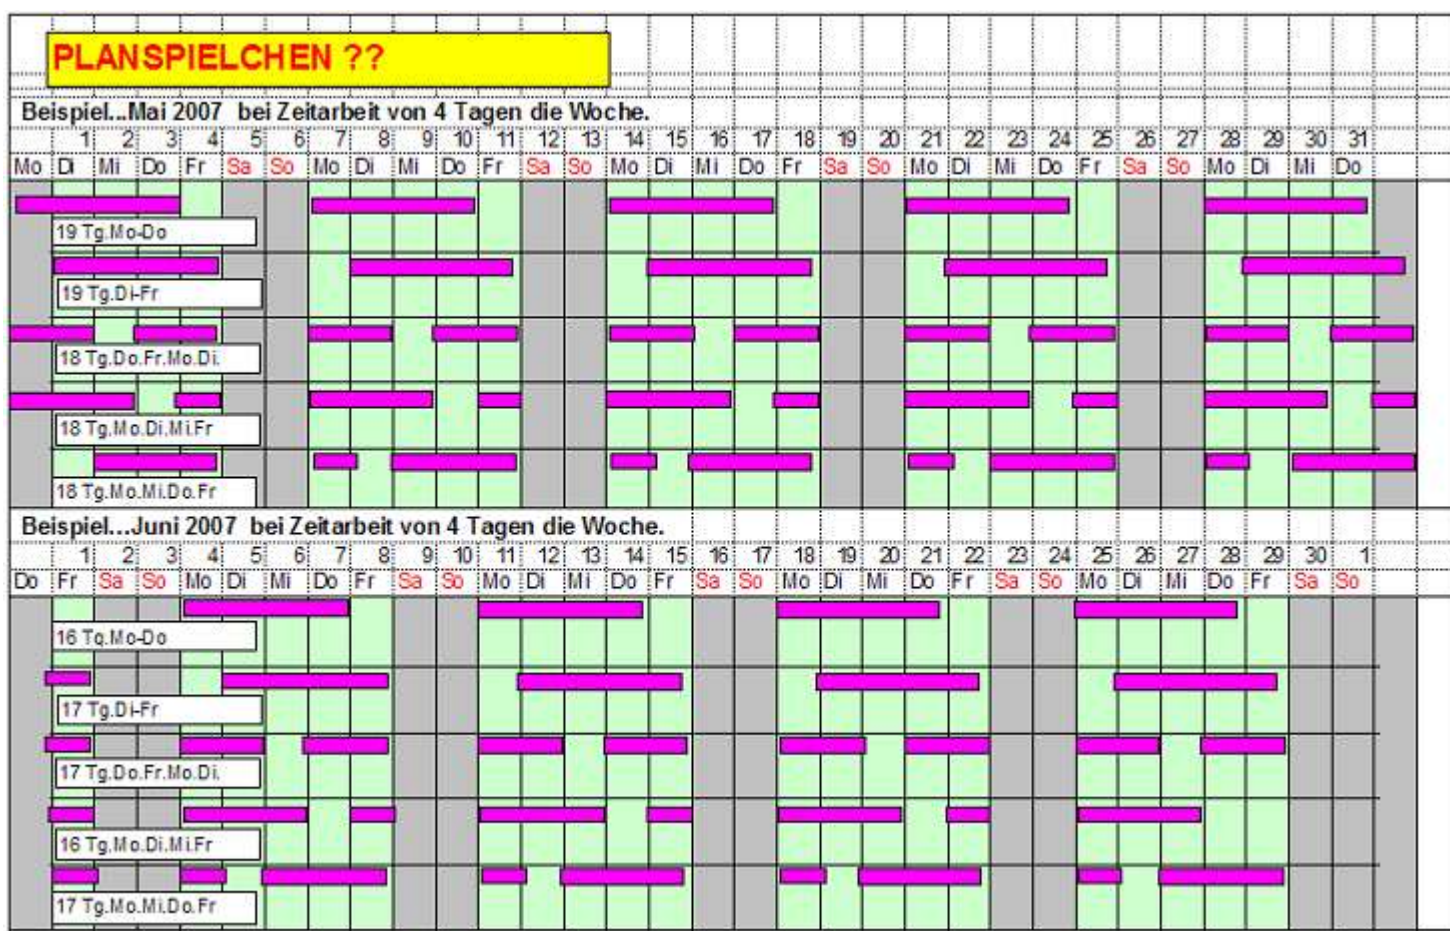 PLANSPIELCHEN ??
Beispiel...Mai 2007 bei Zeitarbeit von 4 Tagen die Woche.
1 2 3 4 5 6 7 8 9 10 11 12 13 14 15 16 17 18 19 20 21 22 23 24 25 26 27 28 29 30 31
Mo Di Mi Do Fr Sa So Mo Di Mi Do Fr Sa So Mo Di Mi Do Fr Sa So Mo Di Mi Do Fr Sa So Mo Di Mi Do
19 Tg.Mo-Do
19 Tg.Di-Fr
18 Tg.Do.Fr.Mo.Di.
18 Tg.Mo.Di.Mi.Fr
18 Tg.Mo.Mi.Do.Fr
Beispiel...Juni 2007 bei Zeitarbeit von 4 Tagen die Woche.
1 2 3 4 5 6 7 8 9 10 11 12 13 14 15 16 17 18 19 20 21 22 23 24 25 26 27 28 29 30 1
Do Fr Sa So Mo Di Mi Do Fr Sa So Mo Di Mi Do Fr Sa So Mo Di Mi Do Fr Sa So Mo Di Mi Do Fr Sa So
16 Tg.Mo-Do
17 Tg.Di-Fr
17 Tg.Do.Fr.Mo.Di.
16 Tg.Mo.Di.Mi.Fr
17 Tg.Mo.Mi.Do.Fr